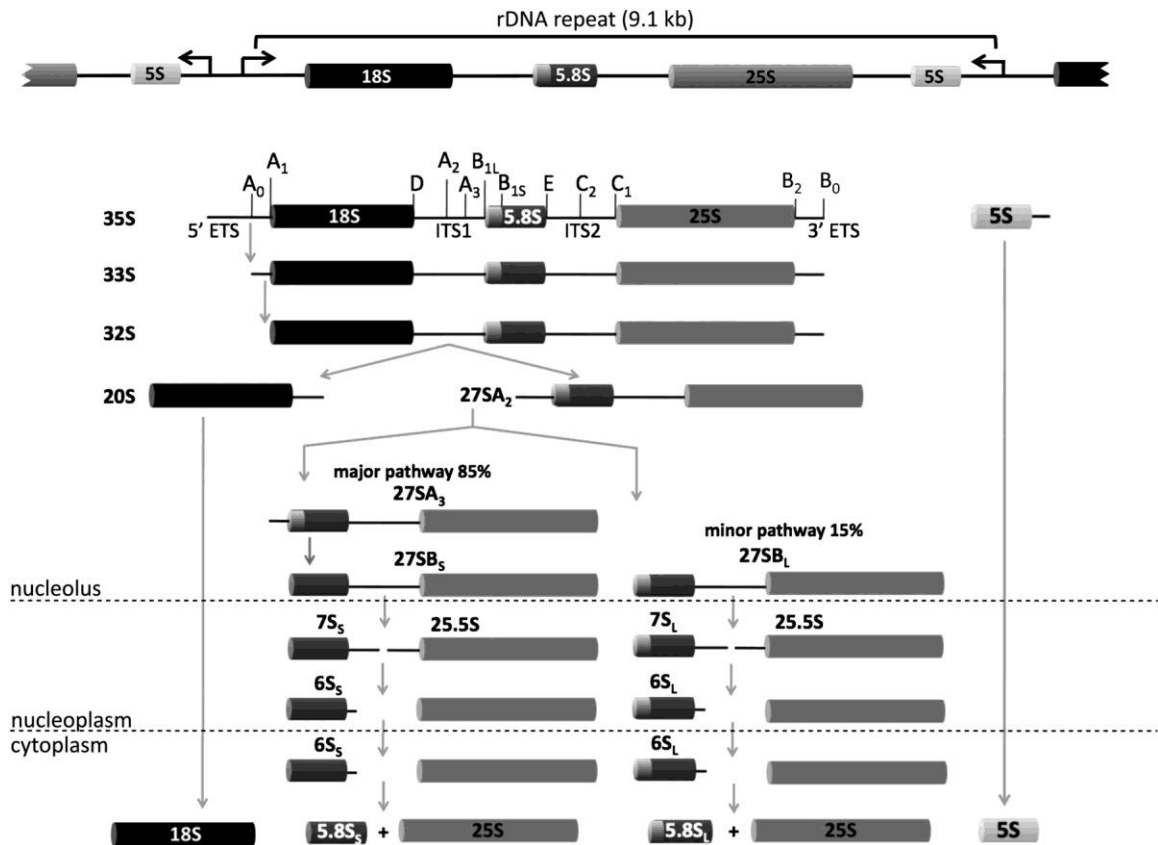 rDNA repeat (9.1 kb)
5S 18S 5.8S 25S 5S
A0 A1 D A2 A3 B1L B1S E C2 C1 B2 B0
35S 18S 5.8S 25S 5S
5’ ETS ITS1 ITS2 3’ ETS
33S
32S
20S 27SA2
major pathway 85%
27SA3
minor pathway 15%
27SBS 27SBL
nucleolus
7SS 25.5S 7SL 25.5S
6SS 6SL
nucleoplasm
cytoplasm
6SS 6SL
18S 5.8SS + 25S 5.8SL + 25S 5S